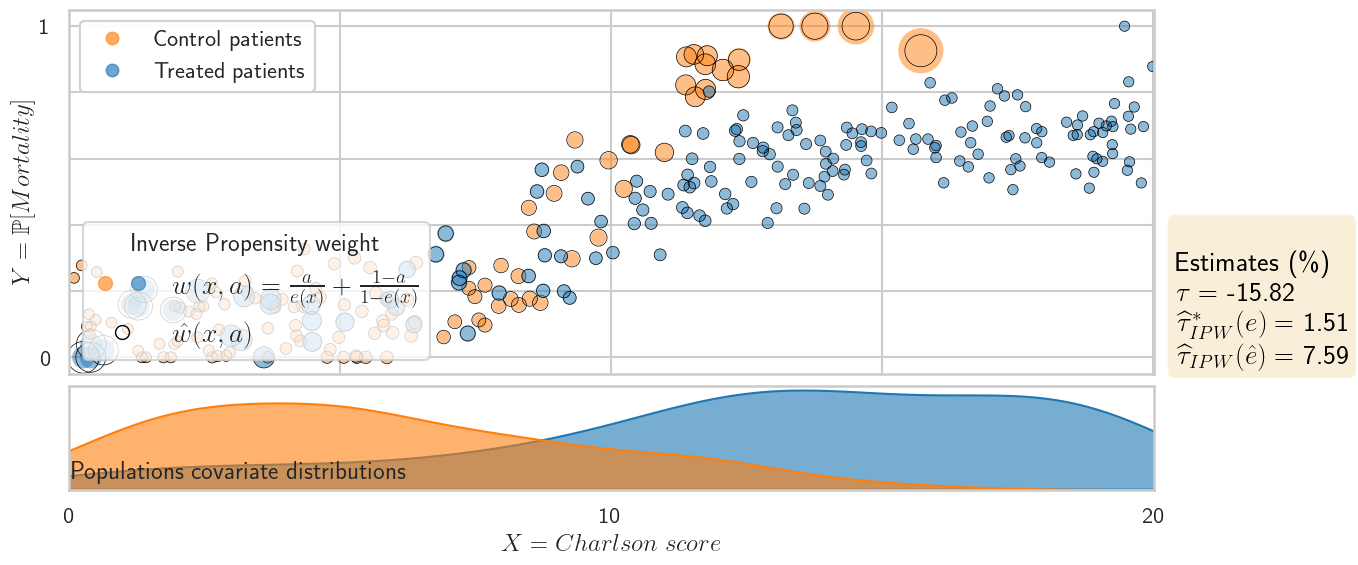 1
Control patients
Treated patients
Y = ℙ[Mortality]
Inverse Propensity weight
w(x, a) = a/e(x) + 1−a/1−e(x)
ŵ(x, a)
0
Estimates (%)
τ = -15.82
τ̂*_IPW(e) = 1.51
τ̂_IPW(ê) = 7.59
Populations covariate distributions
0 10 20
X = Charlson score